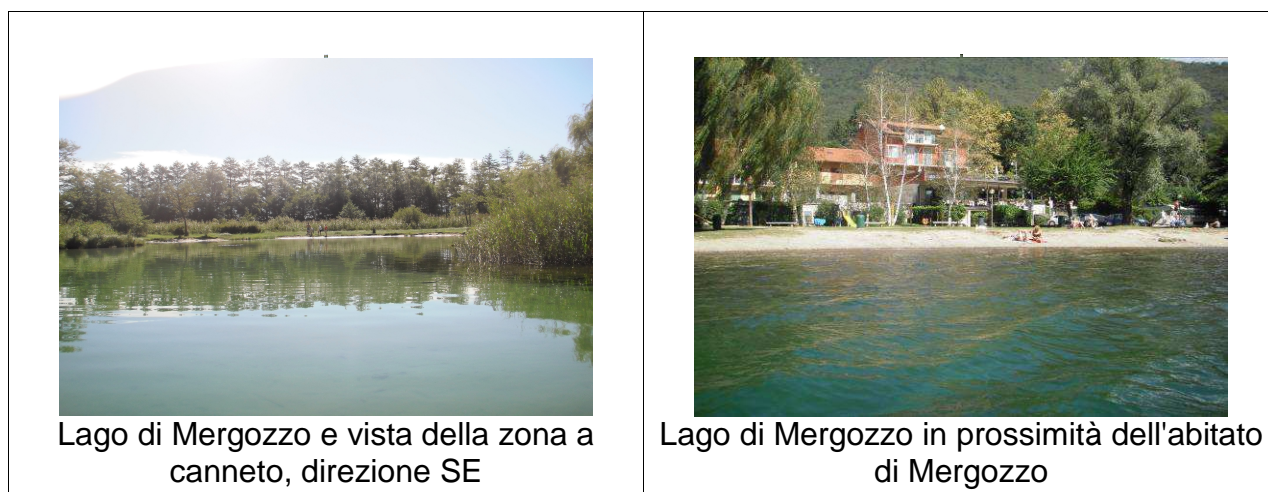 Lago di Mergozzo e vista della zona a
canneto, direzione SE
Lago di Mergozzo in prossimità dell'abitato
di Mergozzo